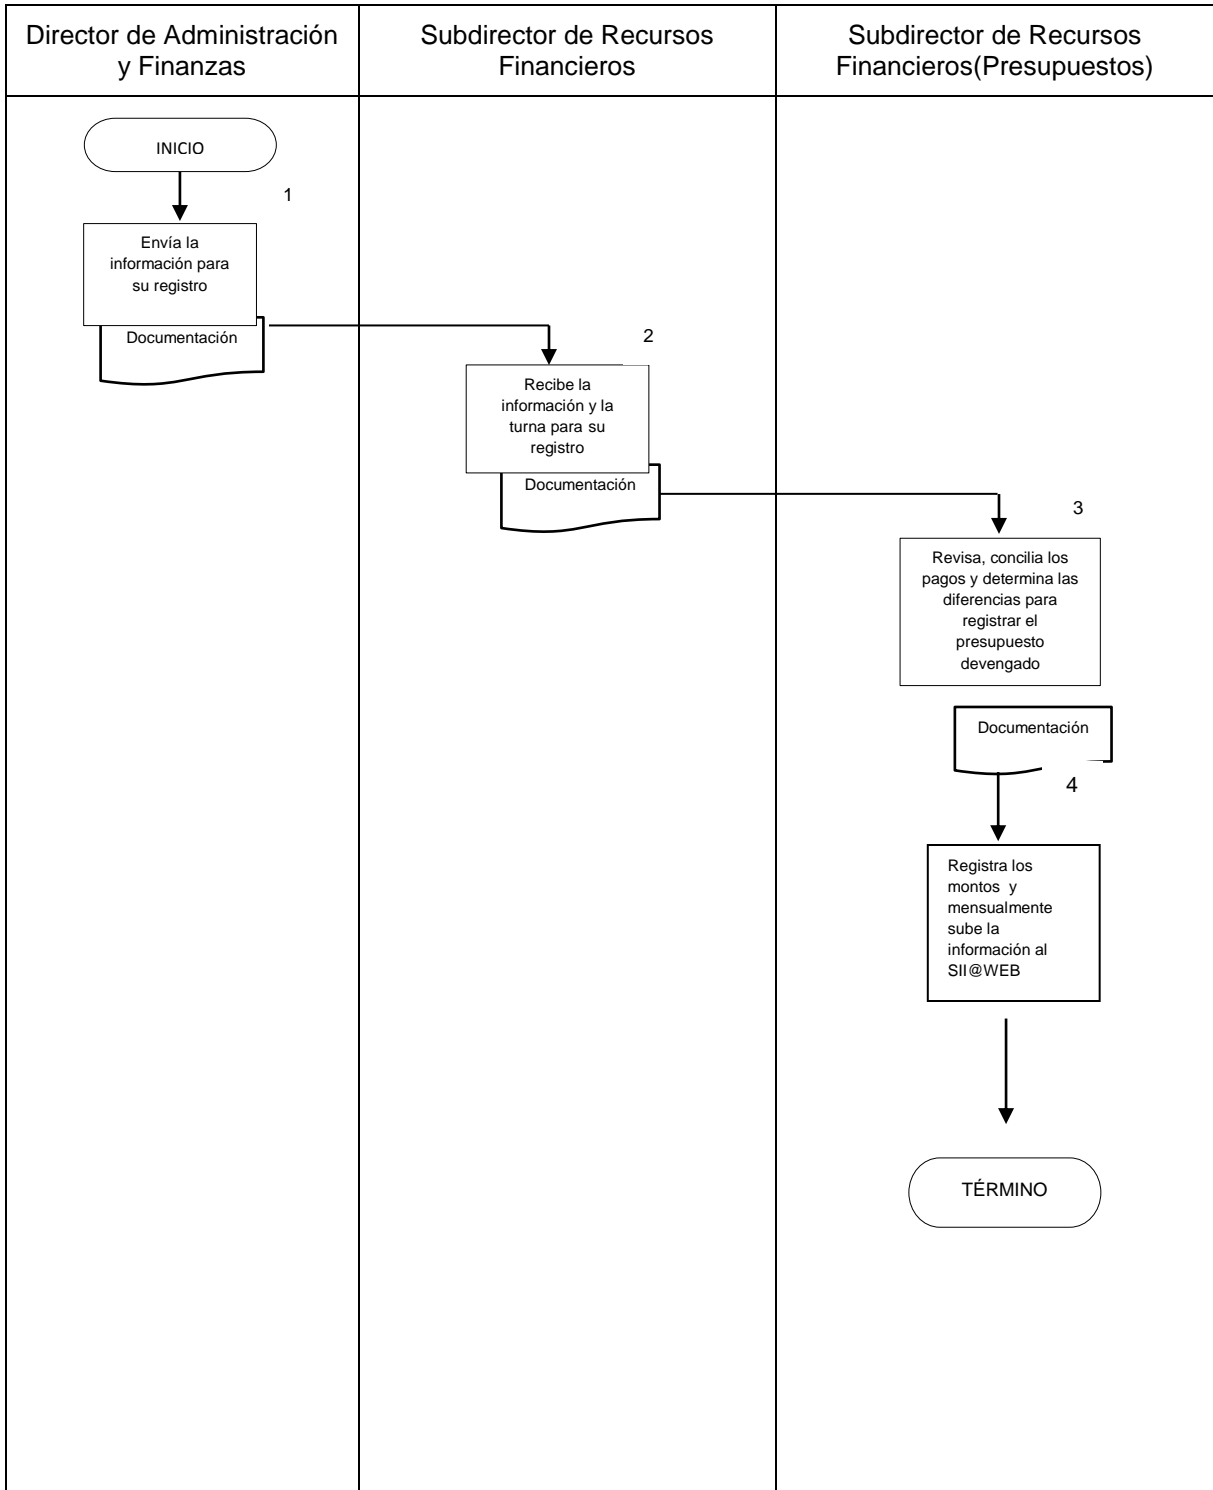 Director de Administración
y Finanzas
Subdirector de Recursos
Financieros
Subdirector de Recursos
Financieros(Presupuestos)
INICIO
1
Envía la
información para
su registro
Documentación
2
Recibe la
información y la
turna para su
registro
Documentación
3
Revisa, concilia los
pagos y determina las
diferencias para
registrar el
presupuesto
devengado
Documentación
4
Registra los
montos y
mensualmente
sube la
información al
SII@WEB
TÉRMINO